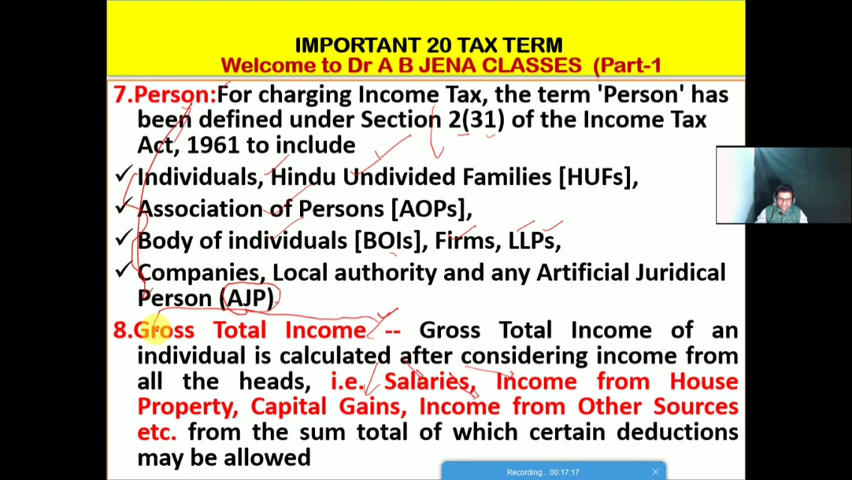 IMPORTANT 20 TAX TERM
Welcome to Dr A B JENA CLASSES (Part-1
7.Person:For charging Income Tax, the term 'Person' has
been defined under Section 2(31) of the Income Tax
Act, 1961 to include
✓ Individuals, Hindu Undivided Families [HUFs],
✓ Association of Persons [AOPs],
✓ Body of individuals [BOIs], Firms, LLPs,
✓ Companies, Local authority and any Artificial Juridical
Person (AJP)
8.Gross Total Income -- Gross Total Income of an
individual is calculated after considering income from
all the heads, i.e. Salaries, Income from House
Property, Capital Gains, Income from Other Sources
etc. from the sum total of which certain deductions
may be allowed
Recording... 00:17:17